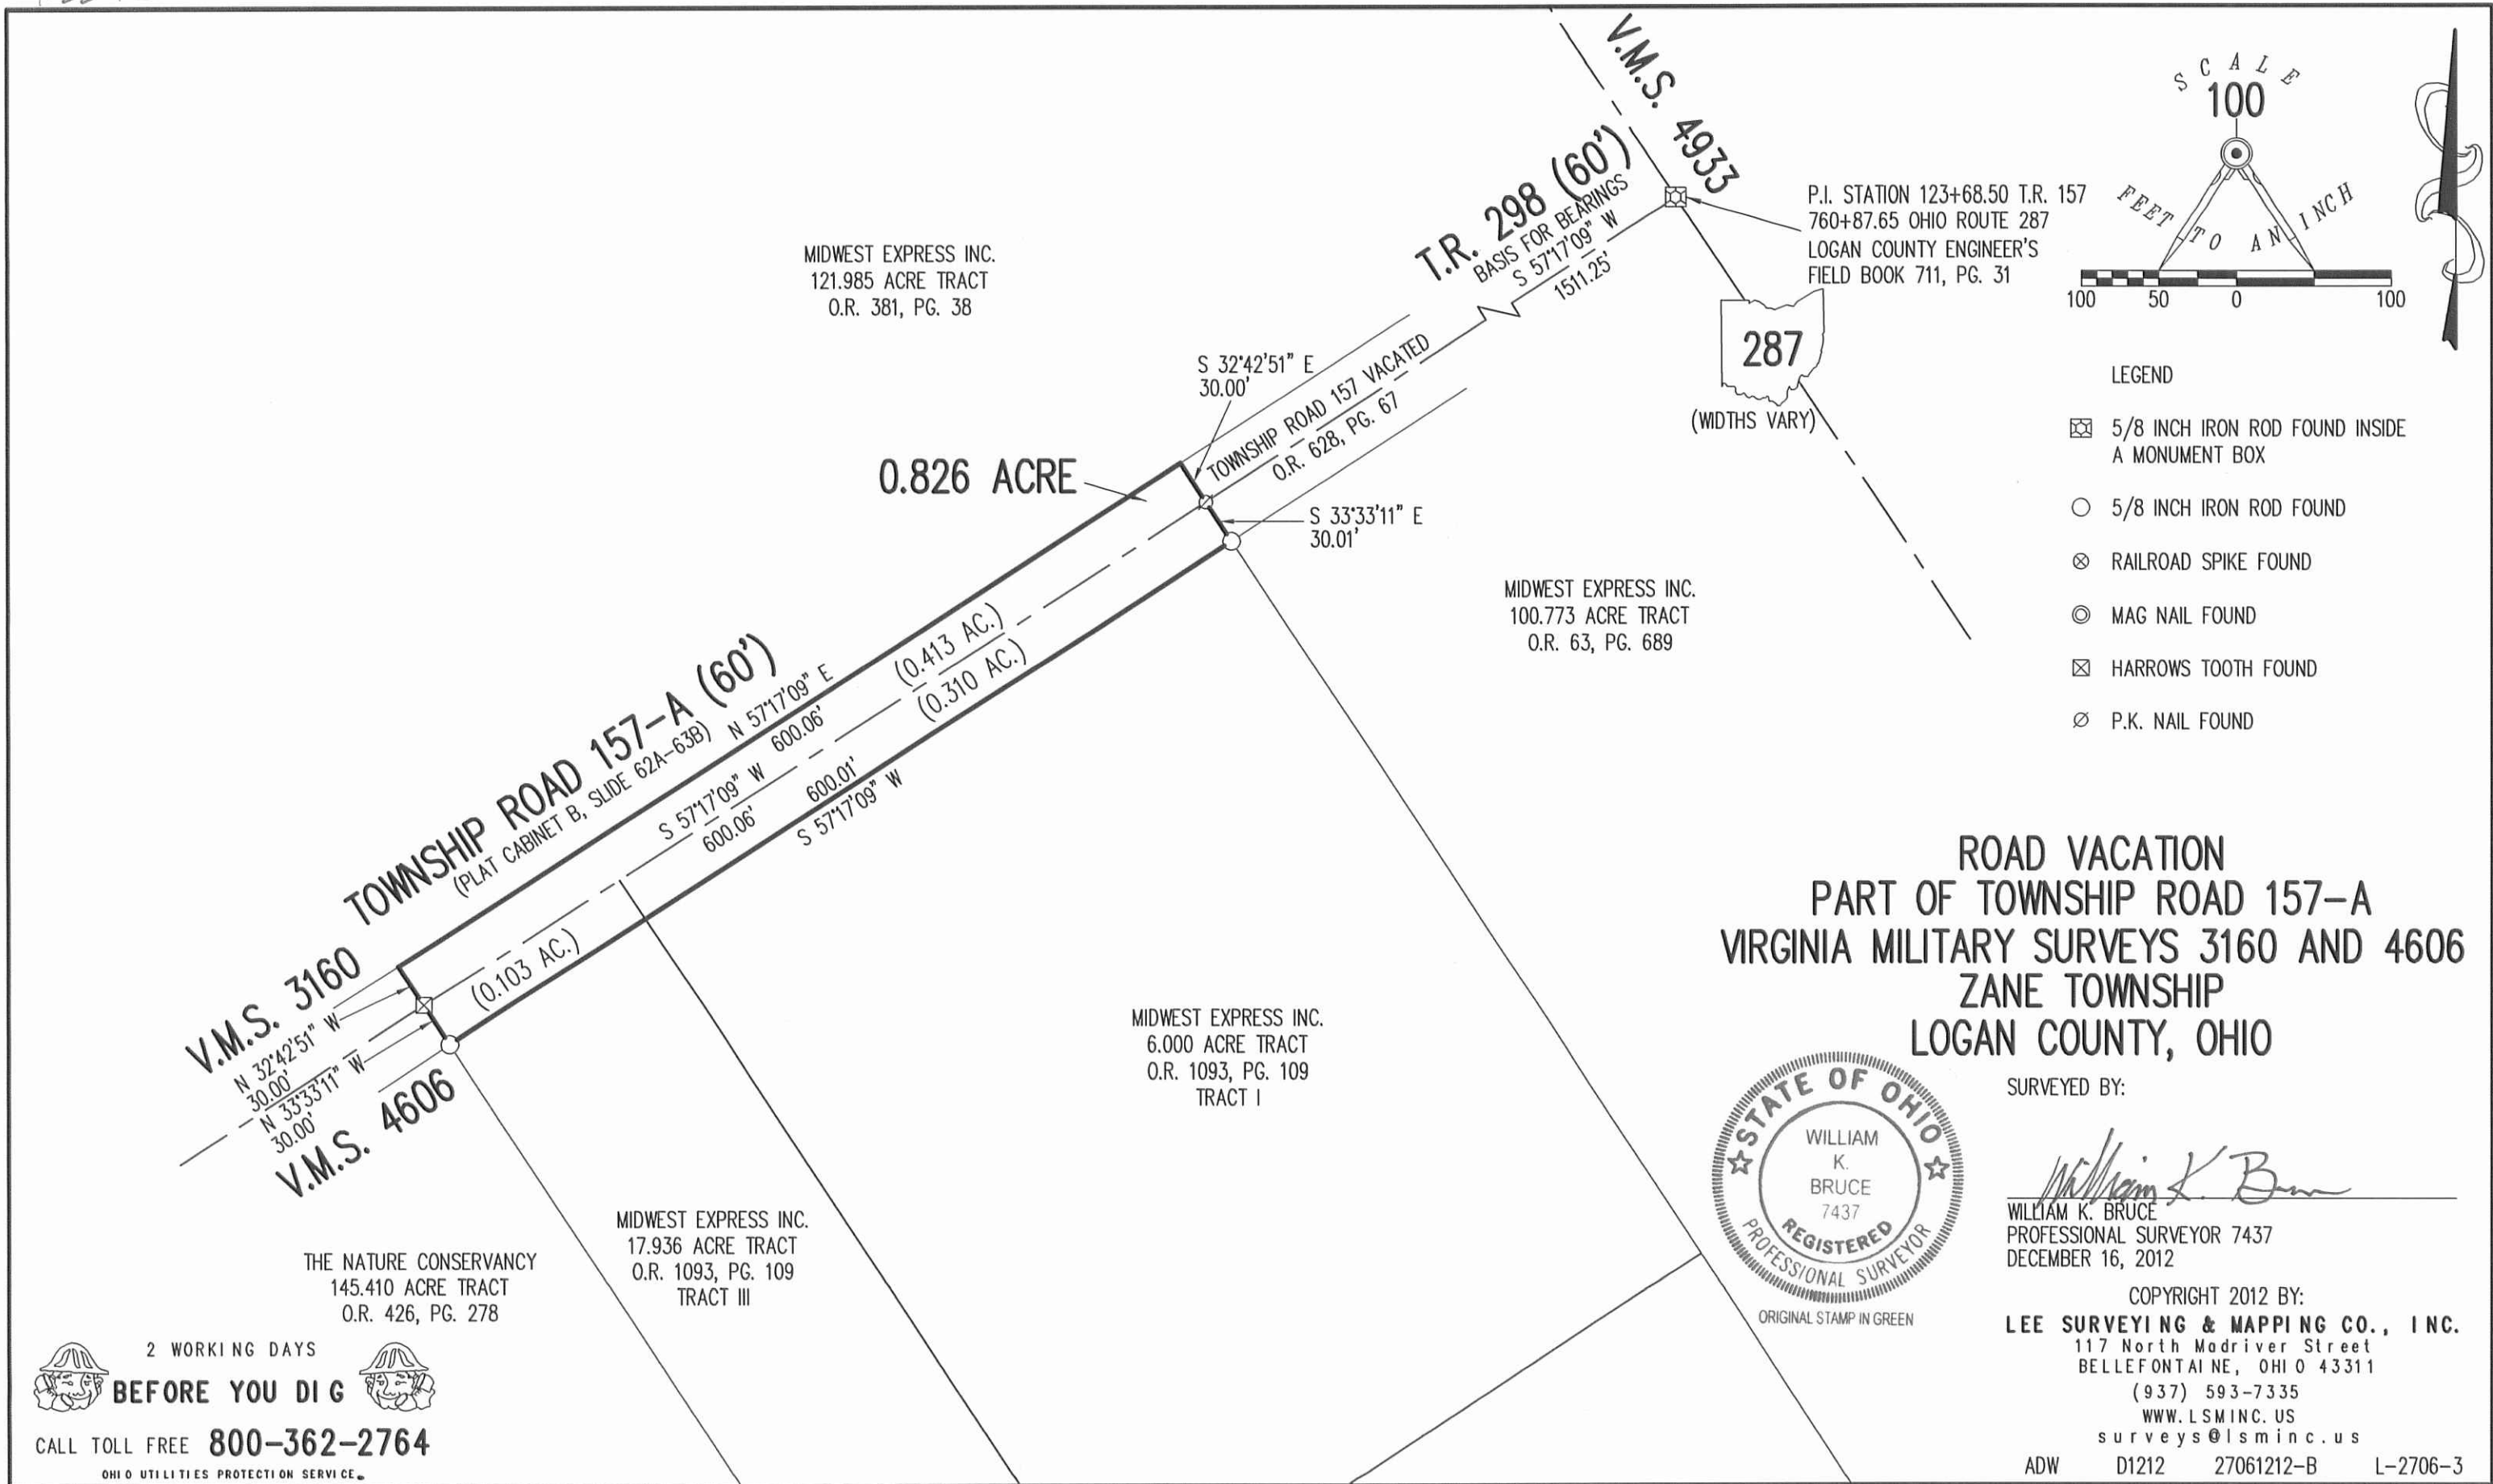 V.M.S. 4933
SCALE
100
FEET TO AN INCH
100 50 0 100
T.R. 298 (60')
BASIS FOR BEARINGS
S 57°17'09" W
1511.25'
P.I. STATION 123+68.50 T.R. 157
760+87.65 OHIO ROUTE 287
LOGAN COUNTY ENGINEER'S
FIELD BOOK 711, PG. 31
287
(WIDTHS VARY)
MIDWEST EXPRESS INC.
121.985 ACRE TRACT
O.R. 381, PG. 38
S 32°42'51" E
30.00'
TOWNSHIP ROAD 157 VACATED
O.R. 628, PG. 67
0.826 ACRE
S 33°33'11" E
30.01'
LEGEND
5/8 INCH IRON ROD FOUND INSIDE
A MONUMENT BOX
5/8 INCH IRON ROD FOUND
RAILROAD SPIKE FOUND
MAG NAIL FOUND
HARROWS TOOTH FOUND
P.K. NAIL FOUND
MIDWEST EXPRESS INC.
100.773 ACRE TRACT
O.R. 63, PG. 689
TOWNSHIP ROAD 157-A (60')
(PLAT CABINET B, SLIDE 62A-63B)
N 57°17'09" E
600.06'
(0.413 AC.)
(0.310 AC.)
S 57°17'09" W
600.06'
600.01'
S 57°17'09" W
(0.103 AC.)
V.M.S. 3160
N 32°42'51" W
30.00'
N 33°33'11" W
30.00'
V.M.S. 4606
MIDWEST EXPRESS INC.
6.000 ACRE TRACT
O.R. 1093, PG. 109
TRACT I
MIDWEST EXPRESS INC.
17.936 ACRE TRACT
O.R. 1093, PG. 109
TRACT III
THE NATURE CONSERVANCY
145.410 ACRE TRACT
O.R. 426, PG. 278
2 WORKING DAYS
BEFORE YOU DIG
CALL TOLL FREE 800-362-2764
OHIO UTILITIES PROTECTION SERVICE
ROAD VACATION
PART OF TOWNSHIP ROAD 157-A
VIRGINIA MILITARY SURVEYS 3160 AND 4606
ZANE TOWNSHIP
LOGAN COUNTY, OHIO
STATE OF OHIO
WILLIAM
K.
BRUCE
7437
REGISTERED
PROFESSIONAL SURVEYOR
ORIGINAL STAMP IN GREEN
SURVEYED BY:
William K. Bruce
WILLIAM K. BRUCE
PROFESSIONAL SURVEYOR 7437
DECEMBER 16, 2012
COPYRIGHT 2012 BY:
LEE SURVEYING & MAPPING CO., INC.
117 North Madriver Street
BELLEFONTAINE, OHIO 43311
(937) 593-7335
WWW.LSMINC.US
surveys@lsminc.us
ADW D1212 27061212-B L-2706-3